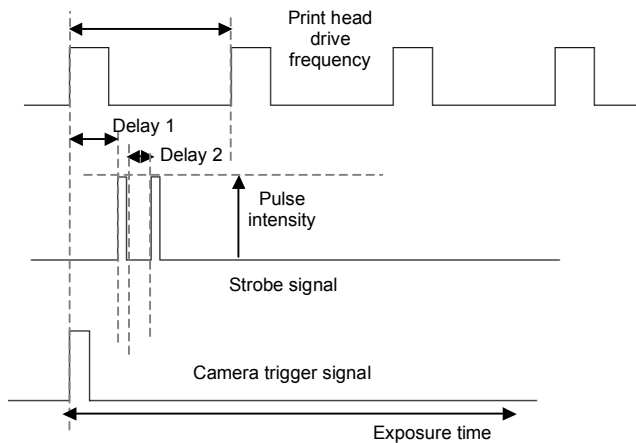 Print head
drive
frequency
Delay 1
Delay 2
Pulse
intensity
Strobe signal
Camera trigger signal
Exposure time